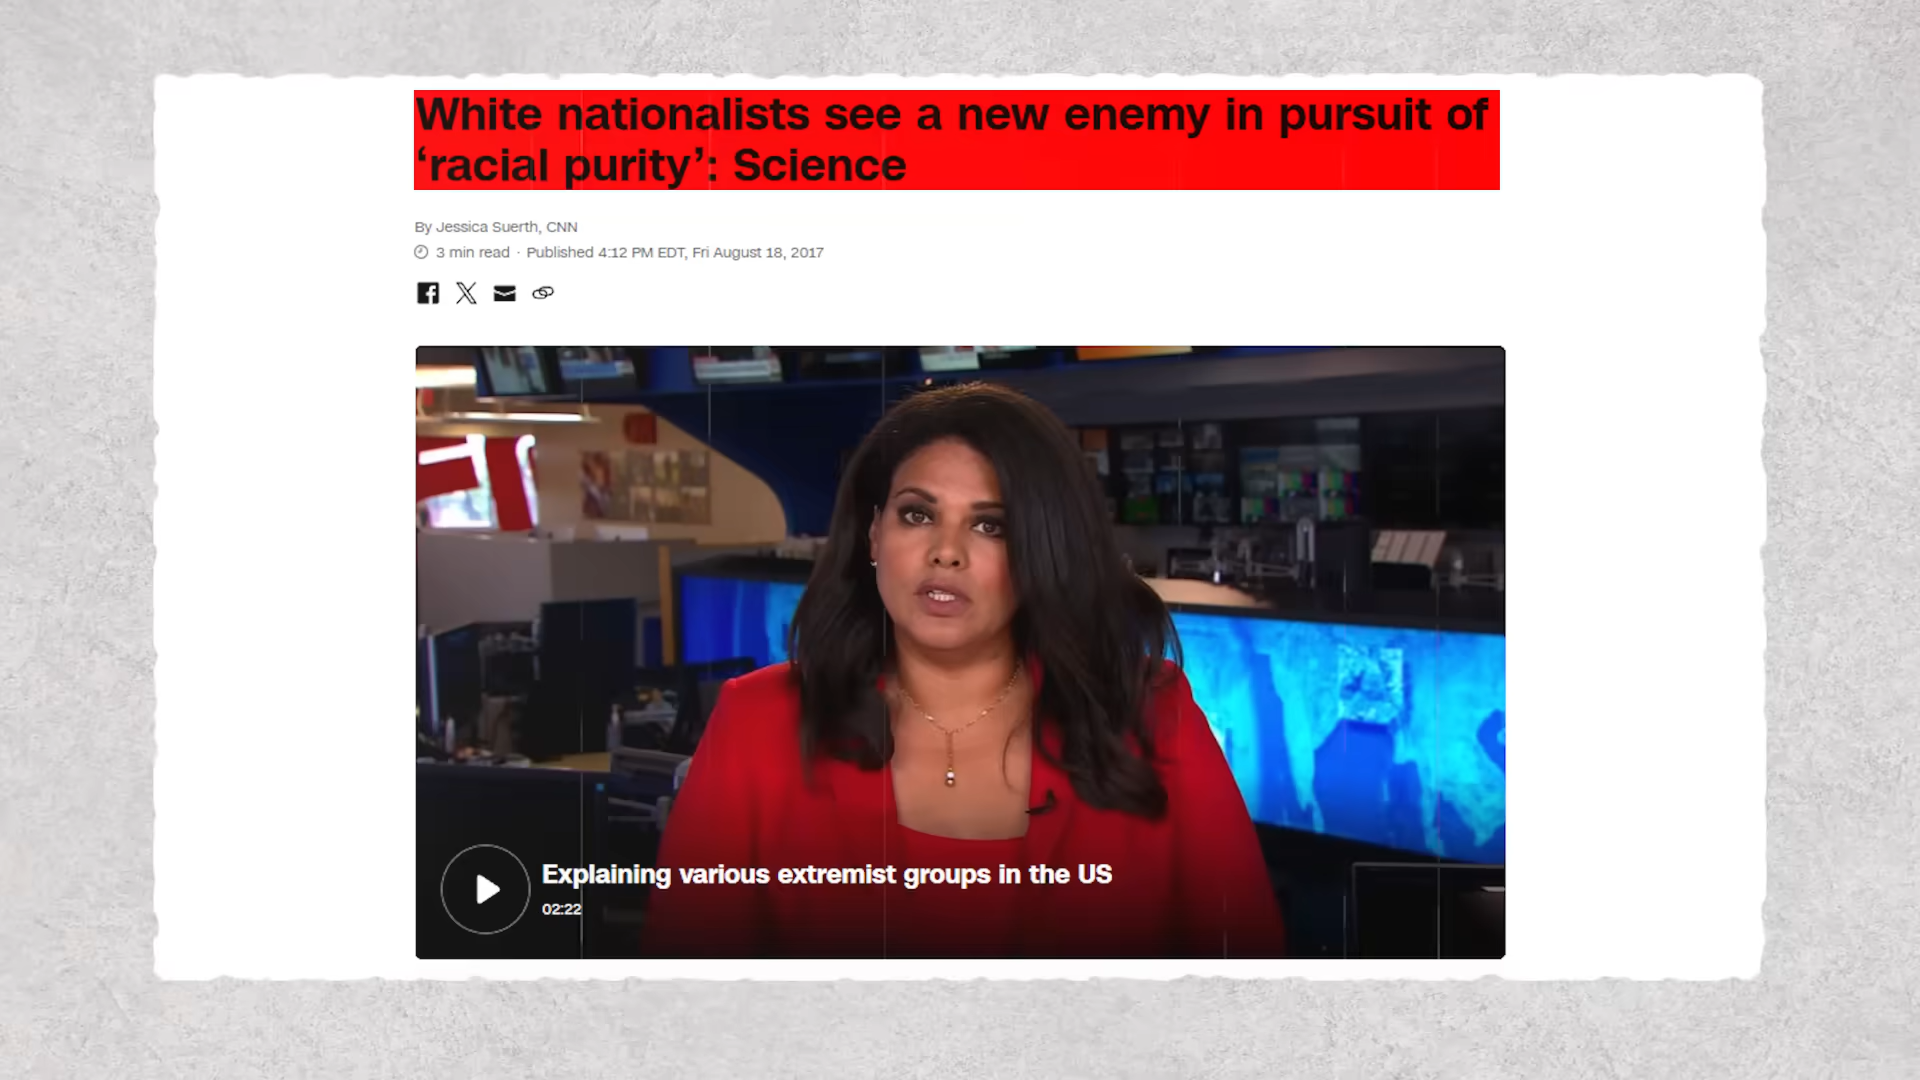 White nationalists see a new enemy in pursuit of
‘racial purity’: Science
By Jessica Suerth, CNN
3 min read · Published 4:12 PM EDT, Fri August 18, 2017
Explaining various extremist groups in the US
02:22